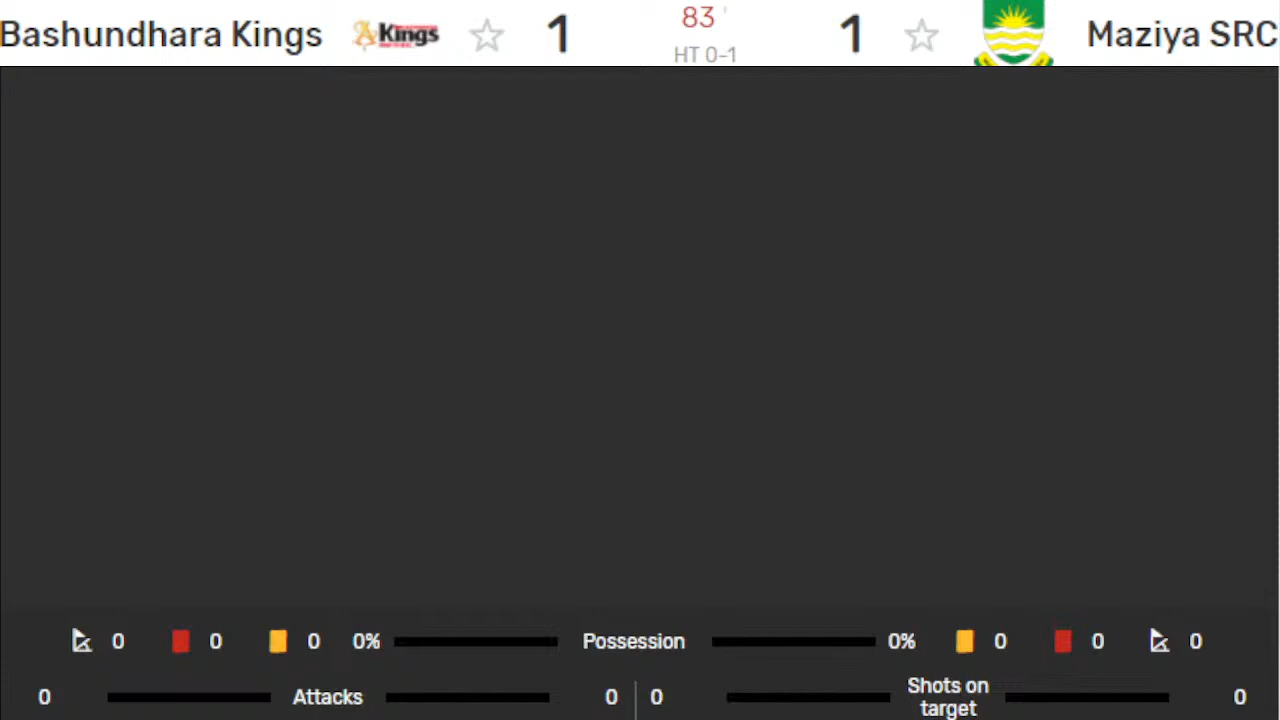 Bashundhara Kings Kings 1 83 ' 1 Maziya SRC
HT 0-1
0 0 0 0% Possession 0% 0 0 0
0 Attacks 0 0 Shots on target 0